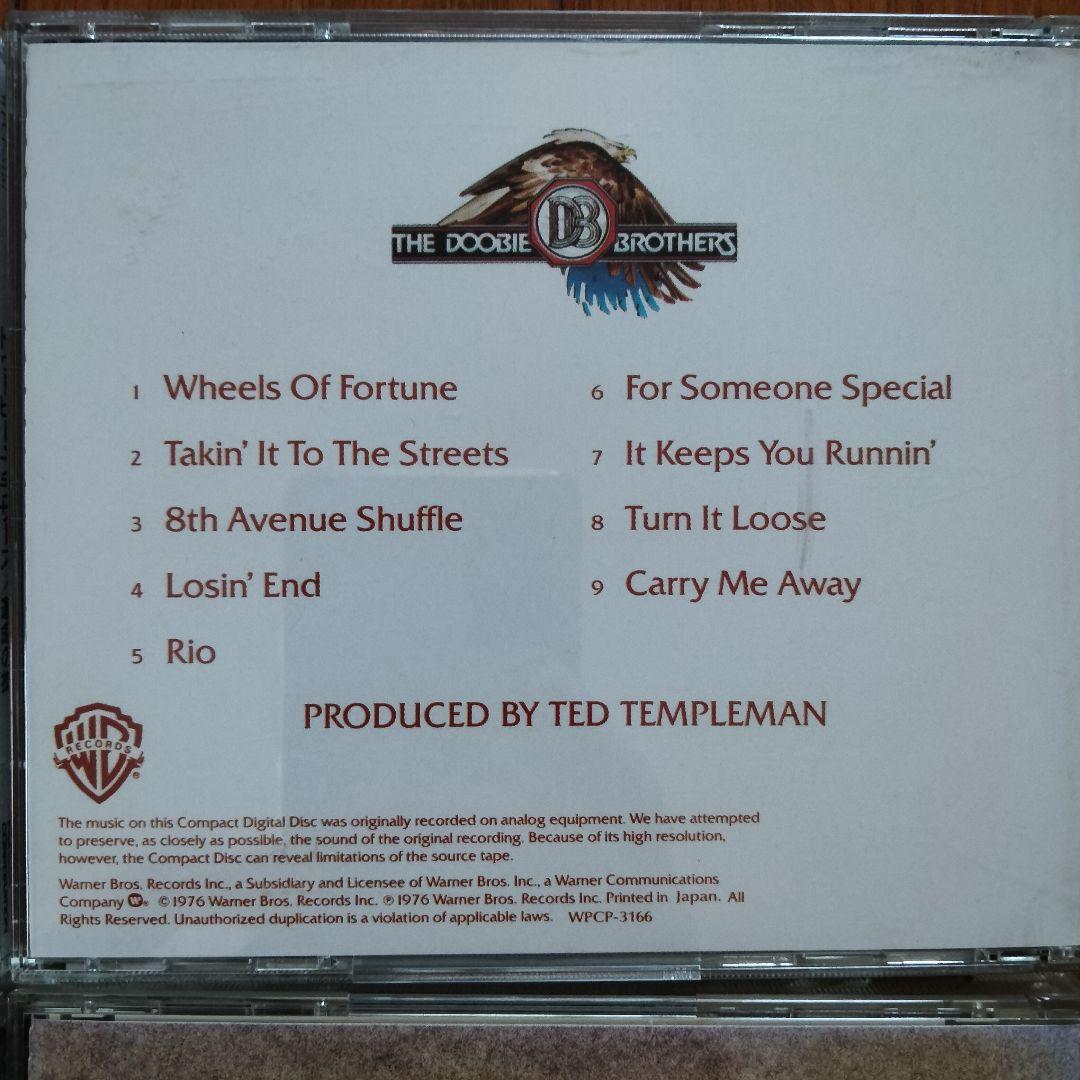 THE DOOBIE DB BROTHERS
1 Wheels Of Fortune
2 Takin' It To The Streets
3 8th Avenue Shuffle
4 Losin' End
5 Rio
6 For Someone Special
7 It Keeps You Runnin'
8 Turn It Loose
9 Carry Me Away
PRODUCED BY TED TEMPLEMAN
RECORDS
®
The music on this Compact Digital Disc was originally recorded on analog equipment. We have attempted
to preserve, as closely as possible, the sound of the original recording. Because of its high resolution,
however, the Compact Disc can reveal limitations of the source tape.
Warner Bros. Records Inc., a Subsidiary and Licensee of Warner Bros. Inc., a Warner Communications
Company. © 1976 Warner Bros. Records Inc. ℗ 1976 Warner Bros. Records Inc. Printed in Japan. All
Rights Reserved. Unauthorized duplication is a violation of applicable laws. WPCP-3166